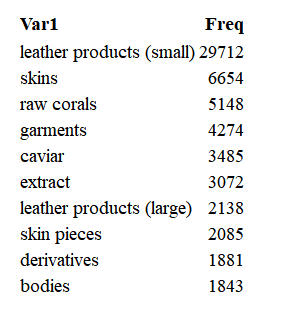 Var1 Freq
leather products (small) 29712
skins 6654
raw corals 5148
garments 4274
caviar 3485
extract 3072
leather products (large) 2138
skin pieces 2085
derivatives 1881
bodies 1843